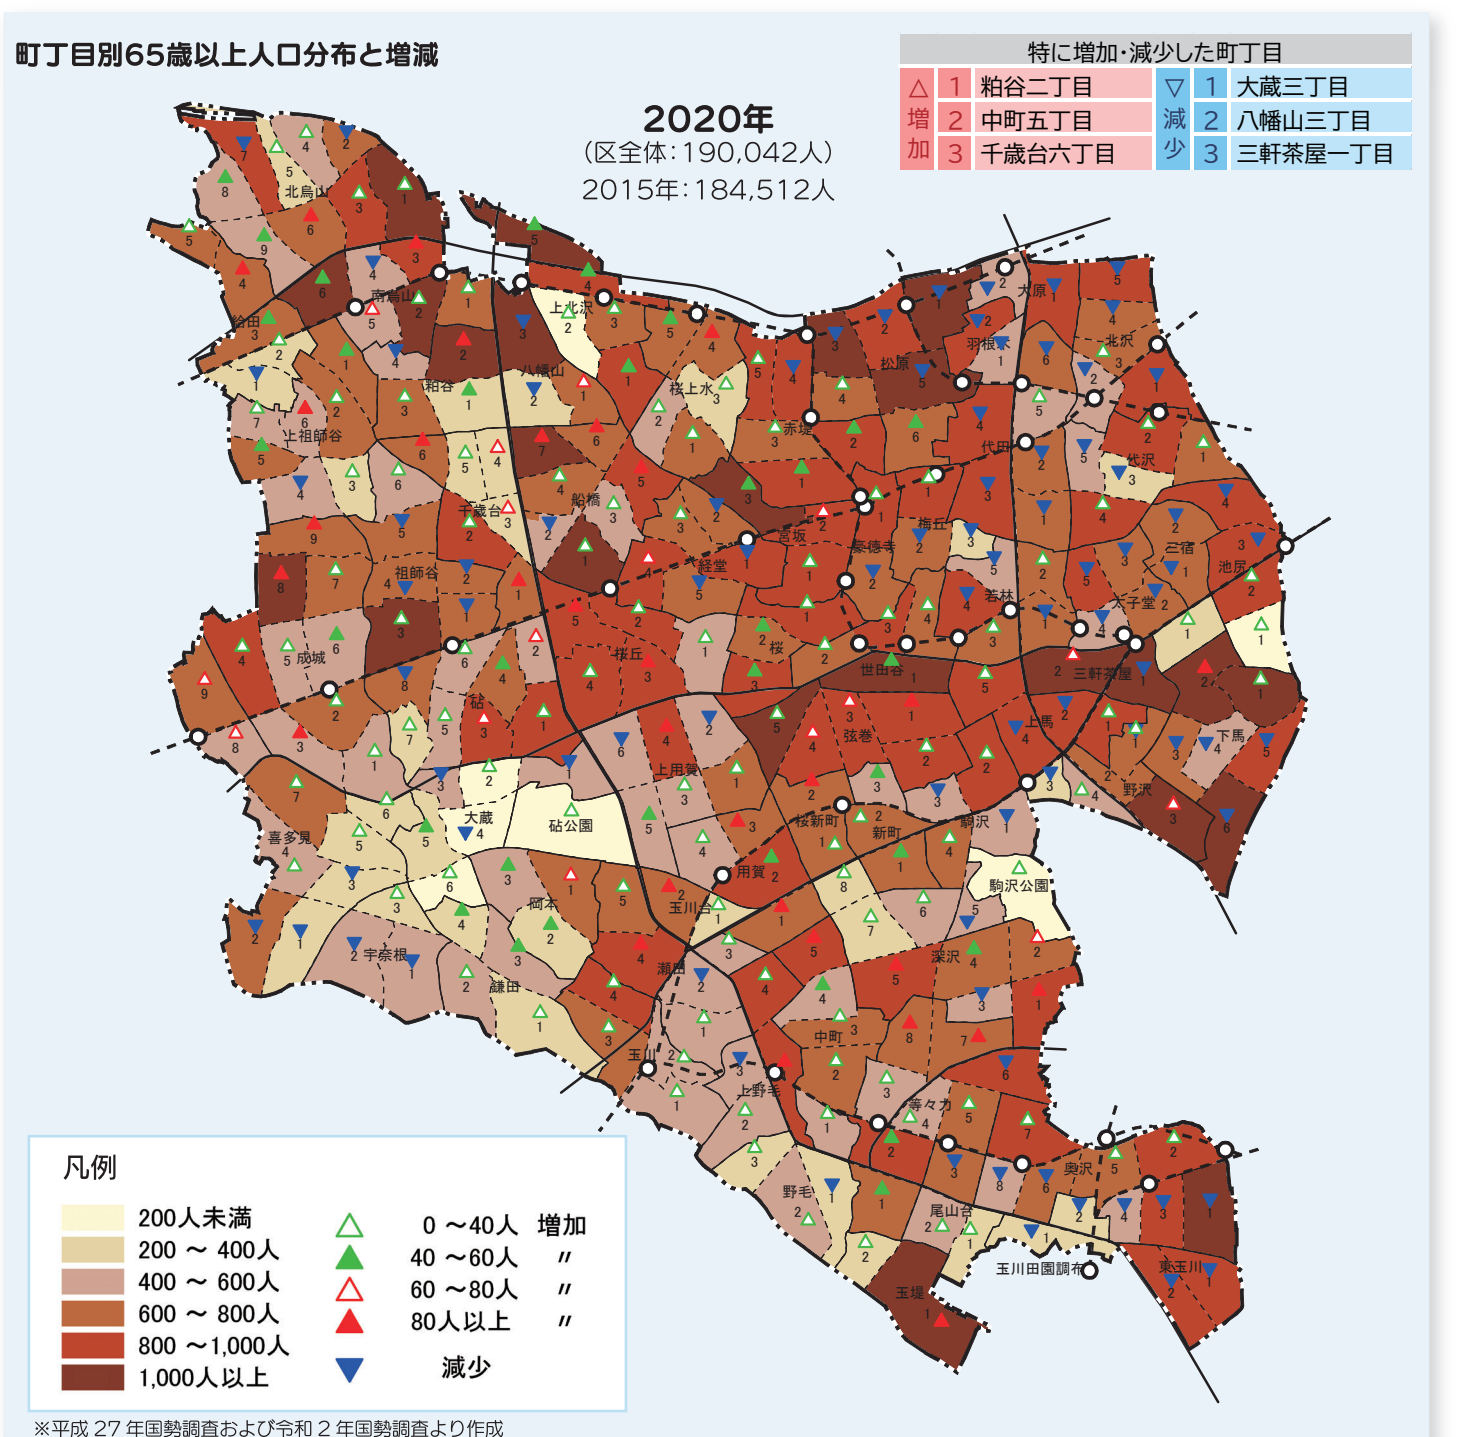 町丁目別65歳以上人口分布と増減
特に増加・減少した町丁目
△ 1 粕谷二丁目 ▽ 1 大蔵三丁目
増 2 中町五丁目 減 2 八幡山三丁目
加 3 千歳台六丁目 少 3 三軒茶屋一丁目
2020年
（区全体：190,042人）
2015年：184,512人
北烏山
南烏山
給田
上北沢
八幡山
粕谷
上祖師谷
桜上水
赤堤
松原
羽根木
大原
北沢
代田
代沢
千歳台
船橋
宮坂
豪徳寺
梅丘
経堂
祖師谷
三宿
池尻
若林
太子堂
成城
砧
桜丘
桜
世田谷
三軒茶屋
上馬
下馬
野沢
弦巻
上用賀
大蔵
砧公園
桜新町
新町
駒沢
駒沢公園
喜多見
用賀
玉川台
岡本
宇奈根
鎌田
瀬田
深沢
中町
玉川
上野毛
等々力
野毛
尾山台
奥沢
玉川田園調布
東玉川
玉堤
凡例
200人未満
200 ～ 400人
400 ～ 600人
600 ～ 800人
800 ～1,000人
1,000人以上
0 ～40人 増加
40 ～60人 〃
60 ～80人 〃
80人以上 〃
減少
※平成 27 年国勢調査および令和 2 年国勢調査より作成